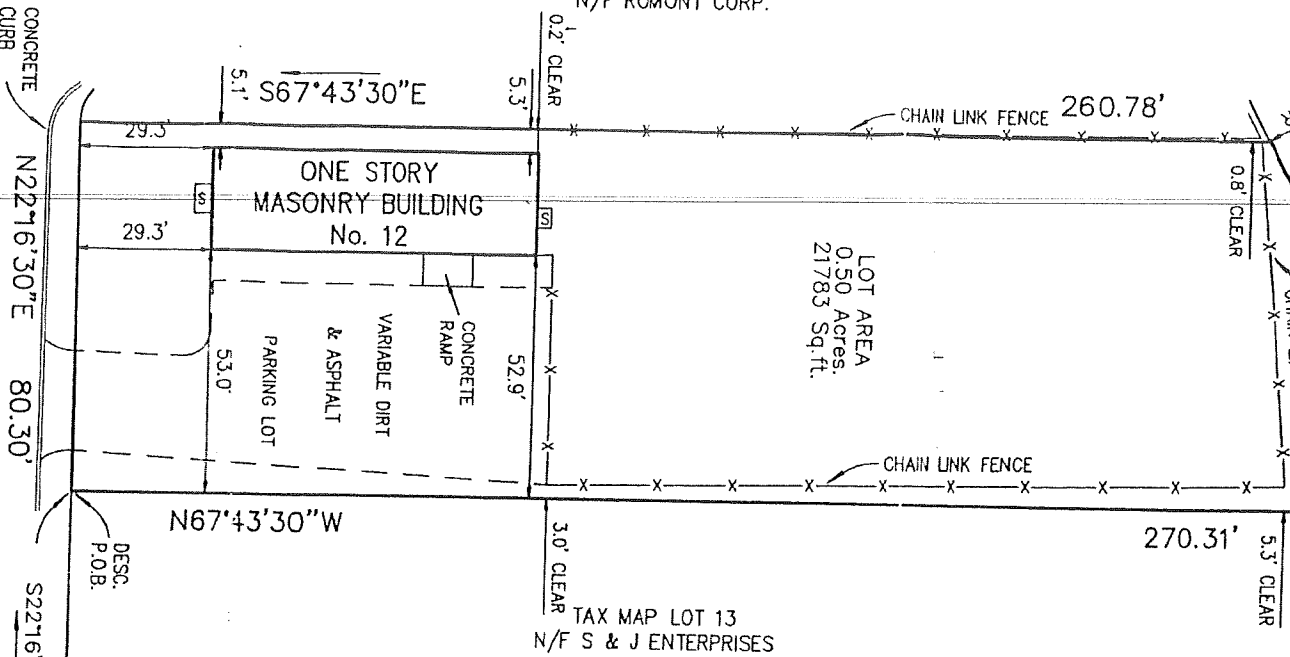 N/F ROMONT CORP.
CONCRETE
CURB
0.2' CLEAR
5.1'
S67°43'30"E
5.3'
CHAIN LINK FENCE
260.78'
29.3'
ONE STORY
MASONRY BUILDING
No. 12
S
S
0.8' CLEAR
29.3'
LOT AREA
0.50 Acres.
21783 Sq.ft.
N22°16'30"E 80.30'
CONCRETE
RAMP
VARIABLE DIRT
& ASPHALT
PARKING LOT
53.0'
52.9'
CHAIN LINK FENCE
N67°43'30"W
270.31'
5.3' CLEAR
3.0' CLEAR
DESC.
P.O.B.
S22°16'
TAX MAP LOT 13
N/F S & J ENTERPRISES